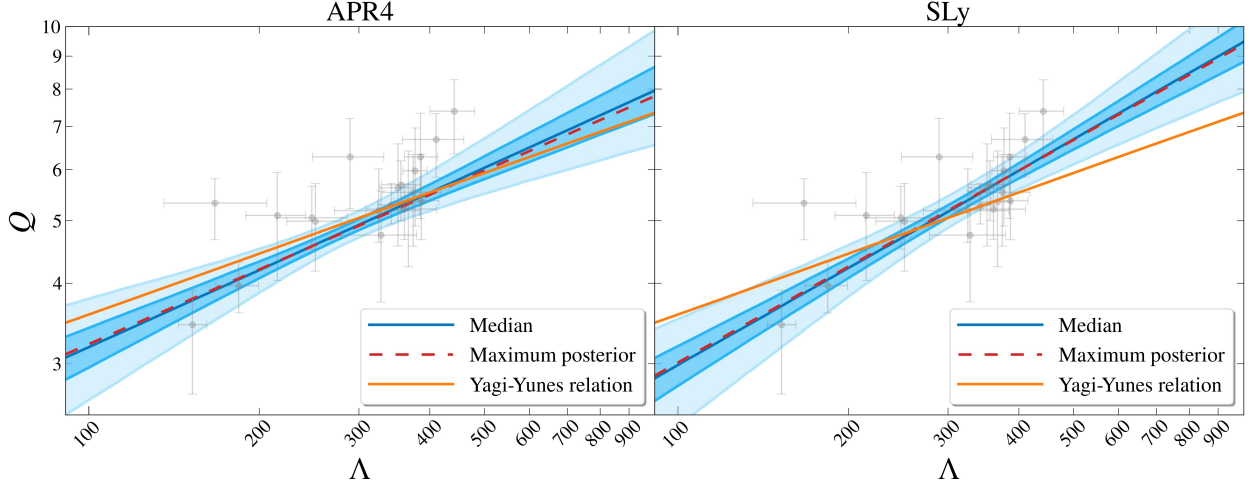 APR4
SLy
10
9
8
7
6
5
4
3
Q
Median
Maximum posterior
Yagi-Yunes relation
Median
Maximum posterior
Yagi-Yunes relation
100 200 300 400 500 600 700 800 900
100 200 300 400 500 600 700 800 900
Λ
Λ